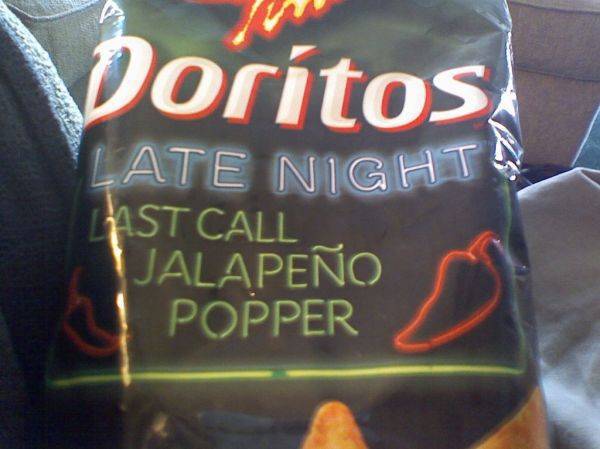 Doritos
LATE NIGHT
LAST CALL
JALAPEÑO
POPPER